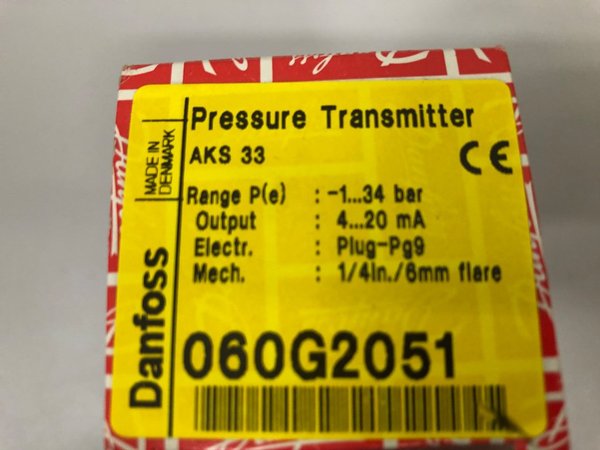 Pressure Transmitter
AKS 33
CE
MADE IN
DENMARK
Range P(e) : -1...34 bar
Output : 4...20 mA
Electr. : Plug-Pg9
Mech. : 1/4in./6mm flare
Danfoss
060G2051